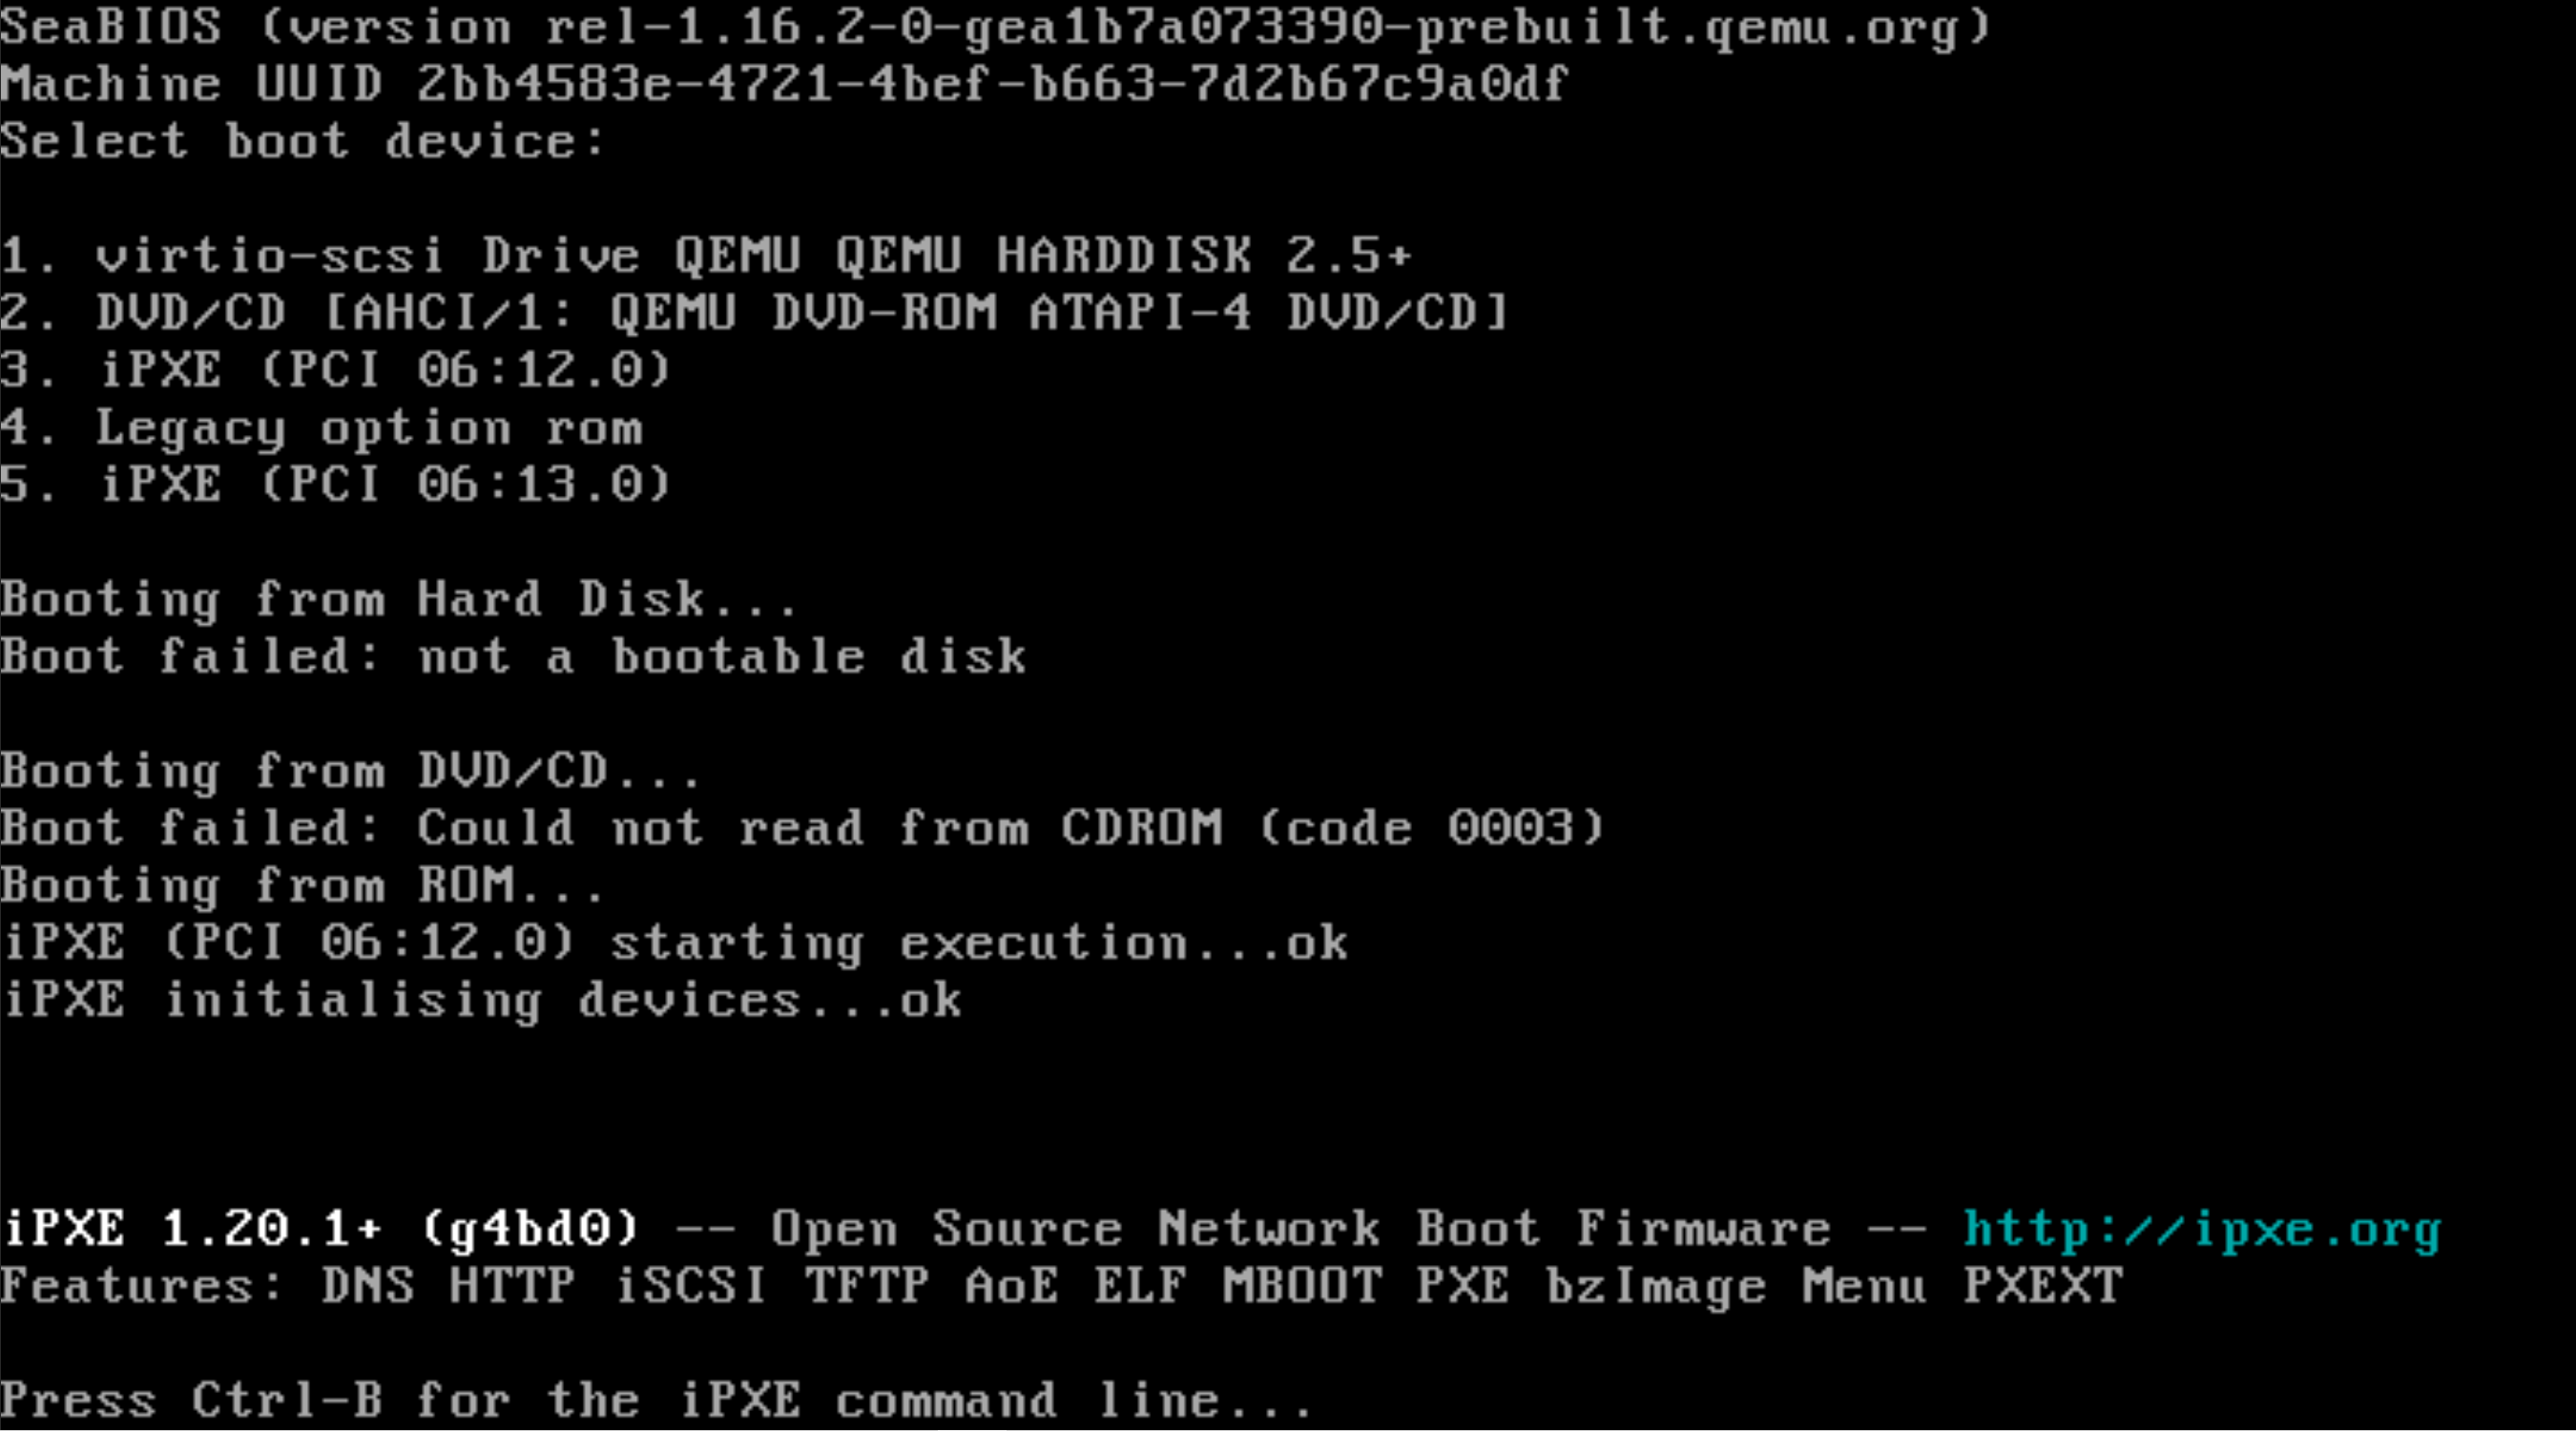 SeaBIOS (version rel-1.16.2-0-gea1b7a073390-prebuilt.qemu.org)
Machine UUID 2bb4583e-4721-4bef-b663-7d2b67c9a0df
Select boot device:
1. virtio-scsi Drive QEMU QEMU HARDDISK 2.5+
2. DVD/CD [AHCI/1: QEMU DVD-ROM ATAPI-4 DVD/CD]
3. iPXE (PCI 06:12.0)
4. Legacy option rom
5. iPXE (PCI 06:13.0)
Booting from Hard Disk...
Boot failed: not a bootable disk
Booting from DVD/CD...
Boot failed: Could not read from CDROM (code 0003)
Booting from ROM...
iPXE (PCI 06:12.0) starting execution...ok
iPXE initialising devices...ok
iPXE 1.20.1+ (g4bd0) -- Open Source Network Boot Firmware -- http://ipxe.org
Features: DNS HTTP iSCSI TFTP AoE ELF MBOOT PXE bzImage Menu PXEXT
Press Ctrl-B for the iPXE command line...